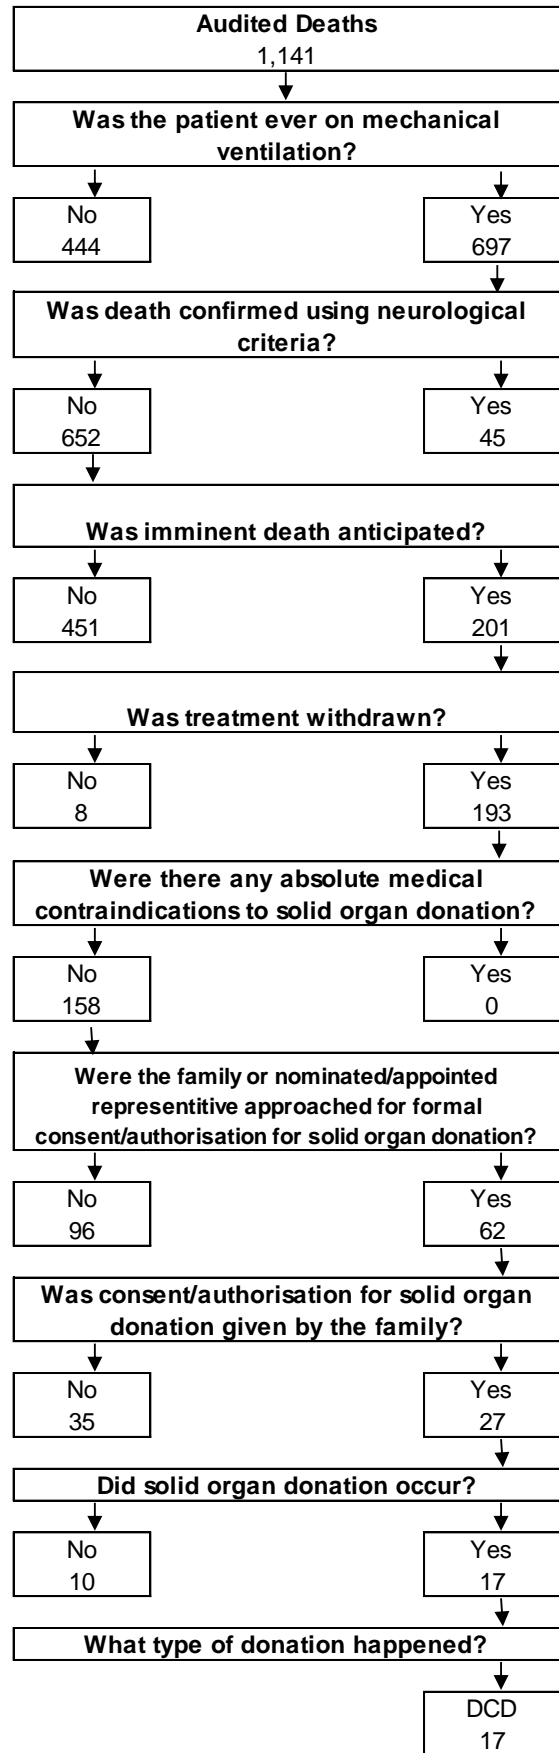 Audited Deaths
1,141
Was the patient ever on mechanical
ventilation?
No
444
Yes
697
Was death confirmed using neurological
criteria?
No
652
Yes
45
Was imminent death anticipated?
No
451
Yes
201
Was treatment withdrawn?
No
8
Yes
193
Were there any absolute medical
contraindications to solid organ donation?
No
158
Yes
0
Were the family or nominated/appointed
representitive approached for formal
consent/authorisation for solid organ donation?
No
96
Yes
62
Was consent/authorisation for solid organ
donation given by the family?
No
35
Yes
27
Did solid organ donation occur?
No
10
Yes
17
What type of donation happened?
DCD
17